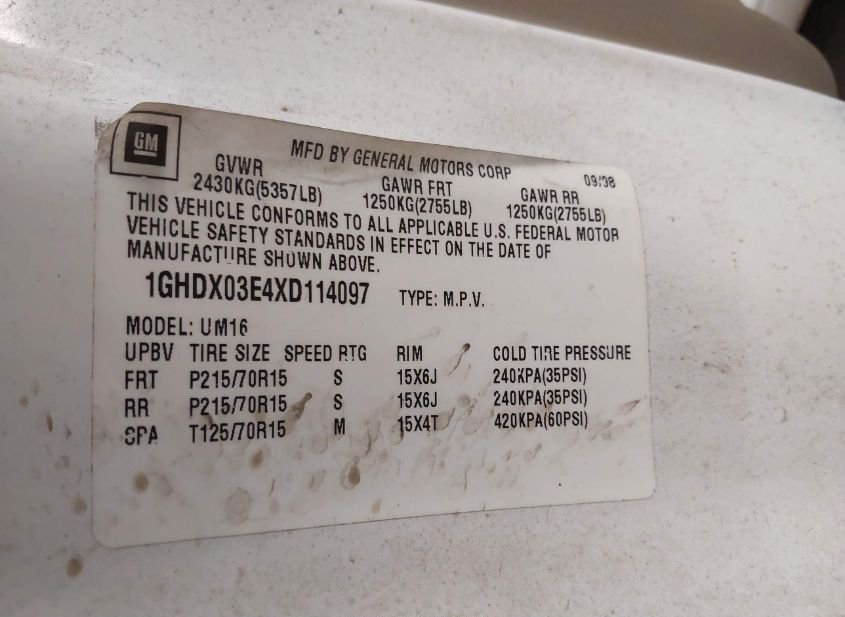 GM
MFD BY GENERAL MOTORS CORP 09/98
GVWR GAWR FRT GAWR RR
2430KG(5357LB) 1250KG(2755LB) 1250KG(2755LB)
THIS VEHICLE CONFORMS TO ALL APPLICABLE U.S. FEDERAL MOTOR
VEHICLE SAFETY STANDARDS IN EFFECT ON THE DATE OF
MANUFACTURE SHOWN ABOVE.
1GHDX03E4XD114097 TYPE: M.P.V.
MODEL: UM16
UPBV TIRE SIZE SPEED RTG RIM COLD TIRE PRESSURE
FRT P215/70R15 S 15X6J 240KPA(35PSI)
RR P215/70R15 S 15X6J 240KPA(35PSI)
SPA T125/70R15 M 15X4T 420KPA(60PSI)